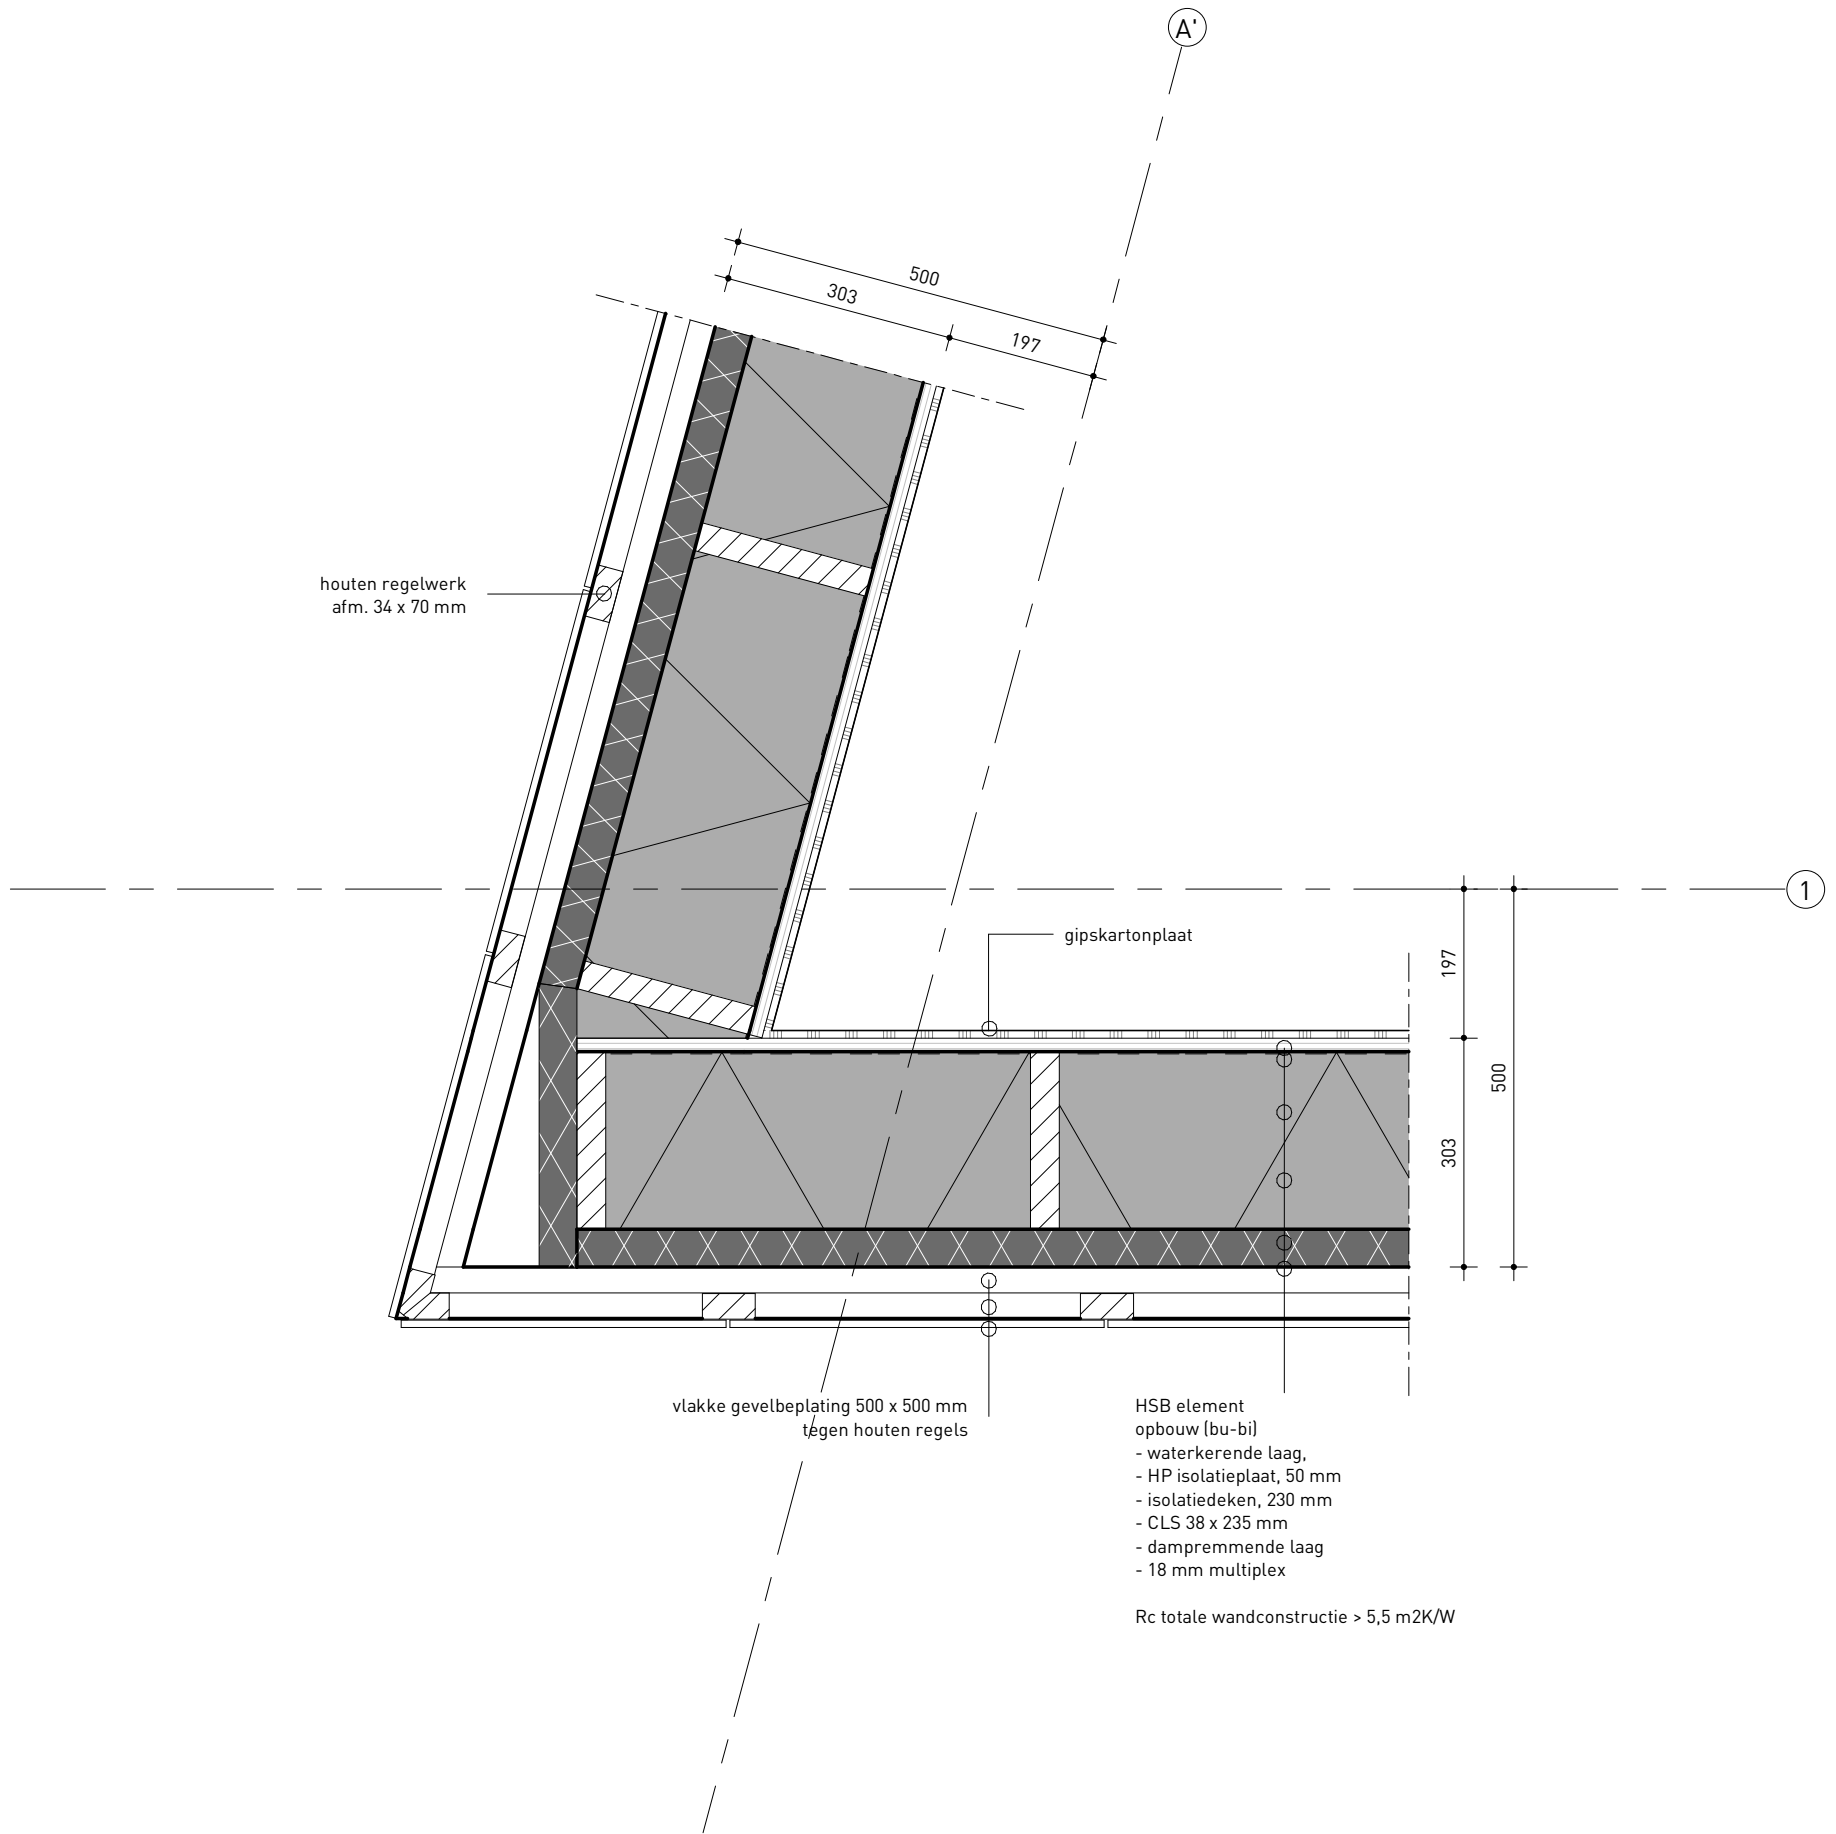 A'
500
303
197
houten regelwerk
afm. 34 x 70 mm
1
gipskartonplaat
197
500
303
vlakke gevelbeplating 500 x 500 mm
tegen houten regels
HSB element
opbouw (bu-bi)
- waterkerende laag,
- HP isolatieplaat, 50 mm
- isolatiedeken, 230 mm
- CLS 38 x 235 mm
- dampremmende laag
- 18 mm multiplex
Rc totale wandconstructie > 5,5 m2K/W